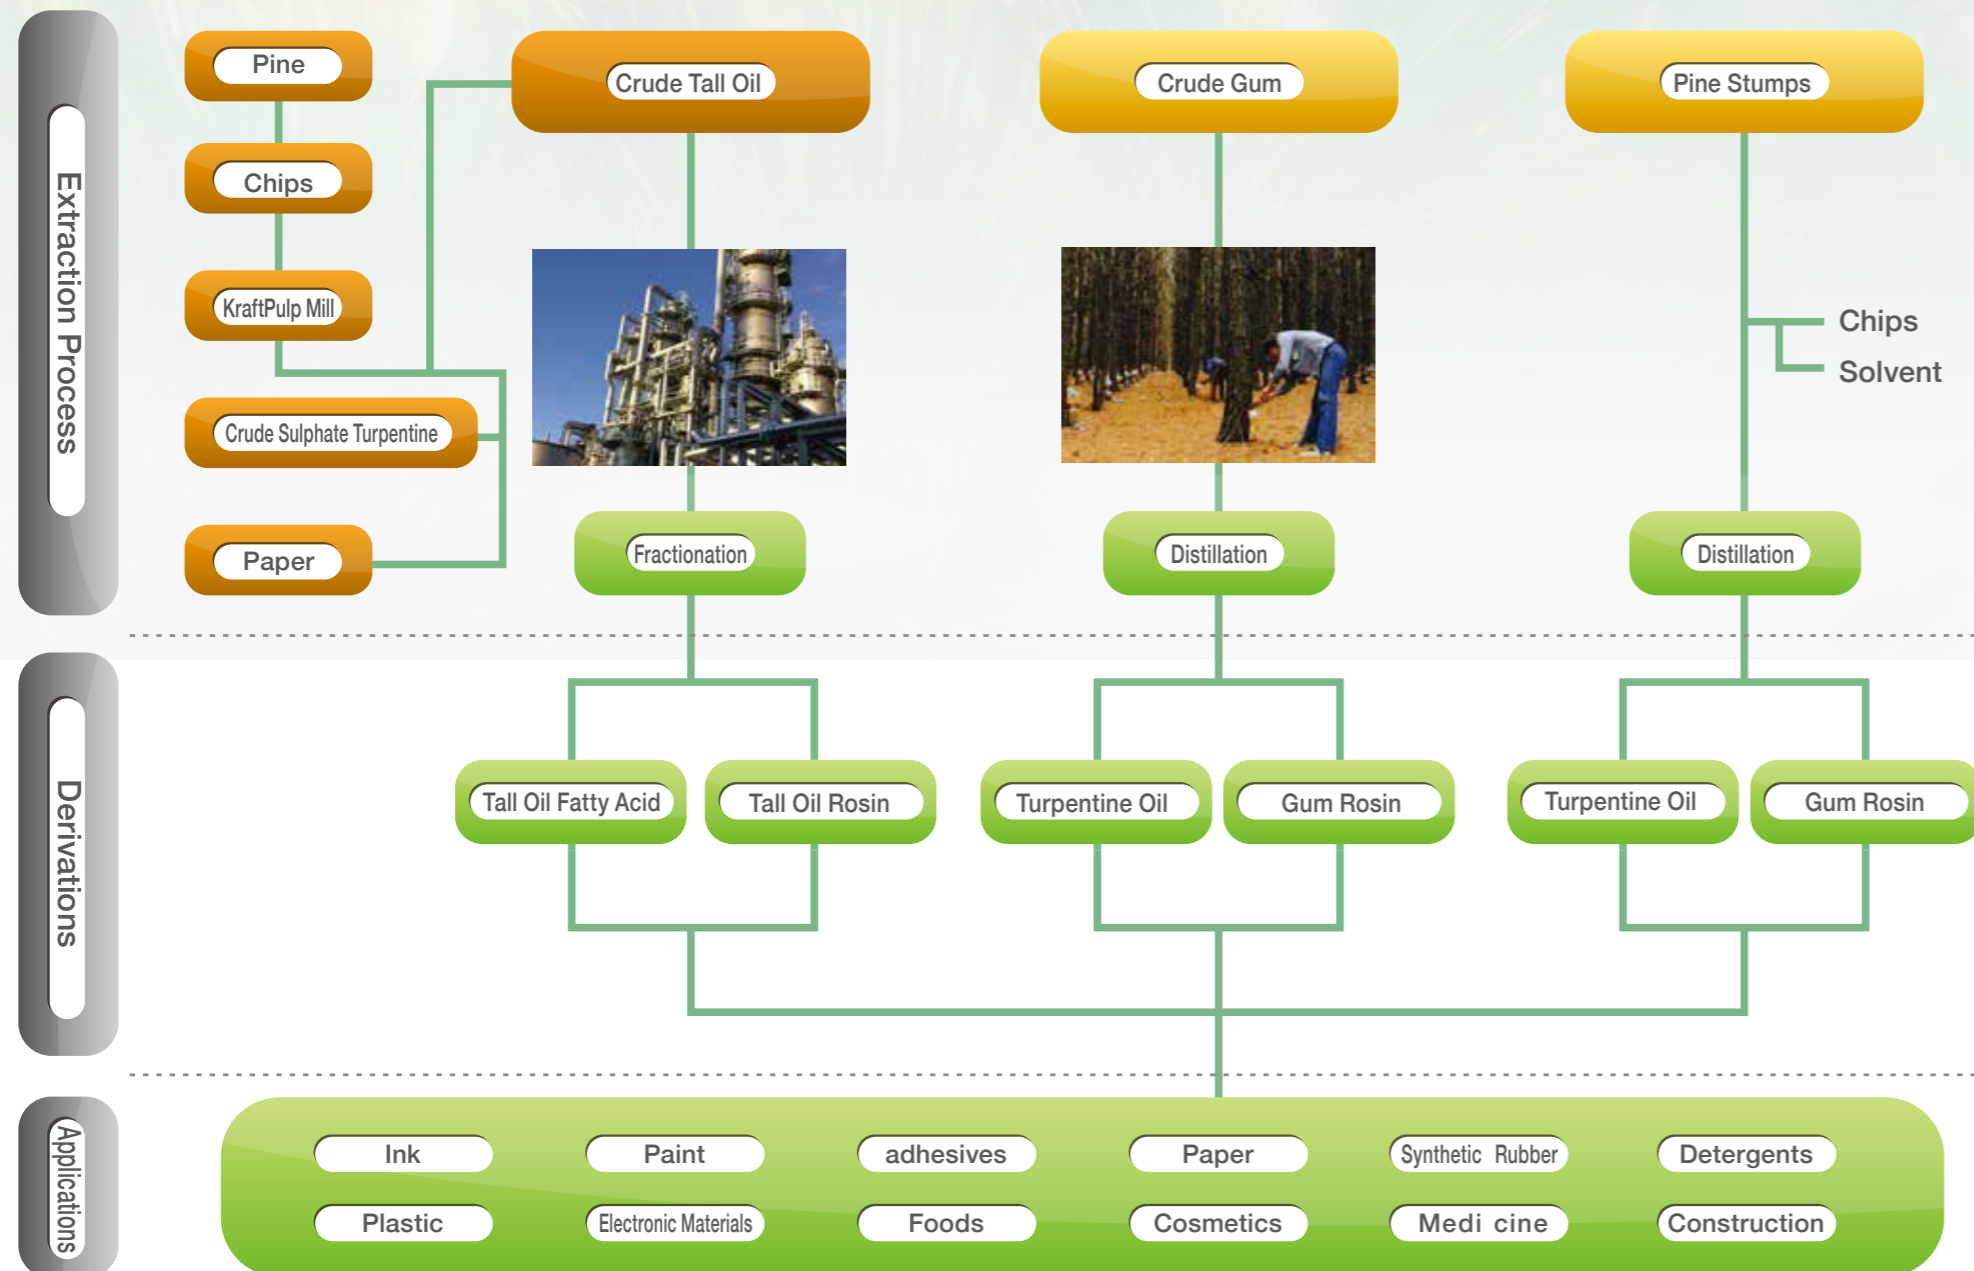 Extraction Process
Pine
Crude Tall Oil
Crude Gum
Pine Stumps
Chips
KraftPulp Mill
Chips
Solvent
Crude Sulphate Turpentine
Paper
Fractionation
Distillation
Distillation
Derivations
Tall Oil Fatty Acid
Tall Oil Rosin
Turpentine Oil
Gum Rosin
Turpentine Oil
Gum Rosin
Applications
Ink
Paint
adhesives
Paper
Synthetic Rubber
Detergents
Plastic
Electronic Materials
Foods
Cosmetics
Medi cine
Construction